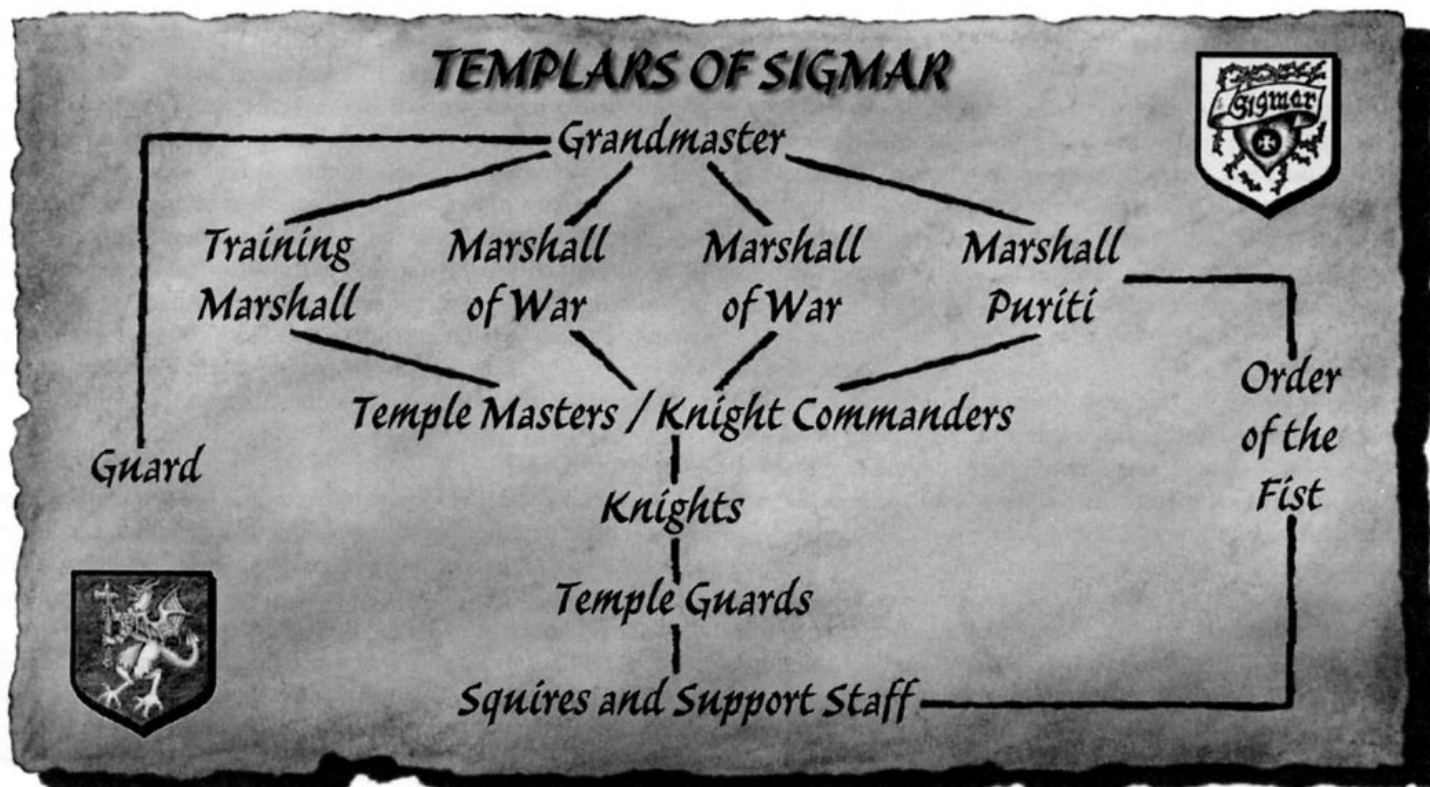 TEMPLARS OF SIGMAR
Sigmar
Grandmaster
Training Marshall
Marshall of War
Marshall of War
Marshall Puriti
Order of the Fist
Temple Masters / Knight Commanders
Guard
Knights
Temple Guards
Squires and Support Staff